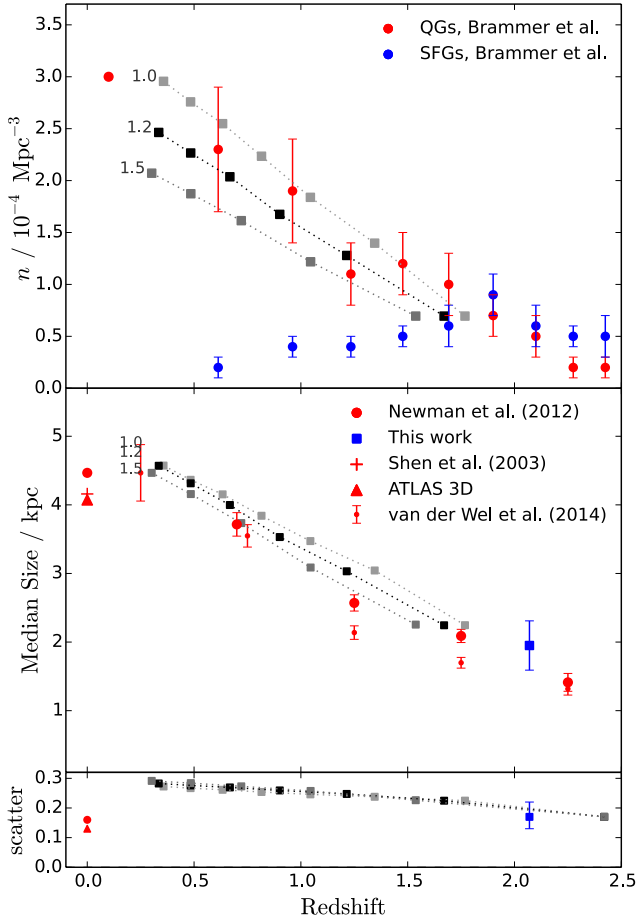 3.5
3.0
2.5
2.0
1.5
1.0
0.5
0.0
n / 10⁻⁴ Mpc⁻³
1.0
1.2
1.5
QGs, Brammer et al.
SFGs, Brammer et al.
5
4
3
2
1
Median Size / kpc
1.0
1.2
1.5
Newman et al. (2012)
This work
Shen et al. (2003)
ATLAS 3D
van der Wel et al. (2014)
0.3
0.2
0.1
0.0
scatter
0.0 0.5 1.0 1.5 2.0 2.5
Redshift